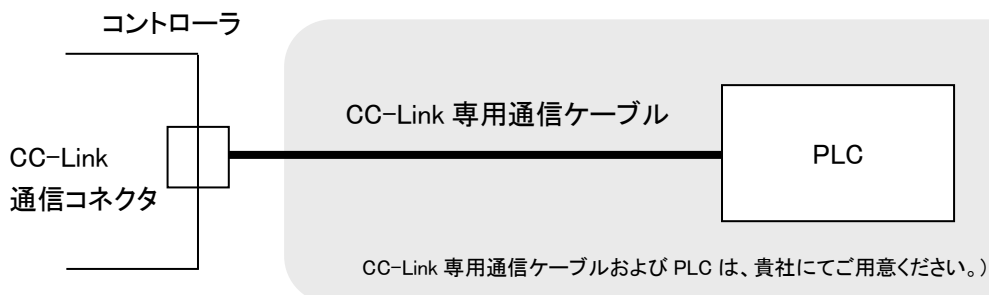 コントローラ
CC-Link 専用通信ケーブル
PLC
CC-Link
通信コネクタ
CC-Link 専用通信ケーブルおよび PLC は、貴社にてご用意ください。)